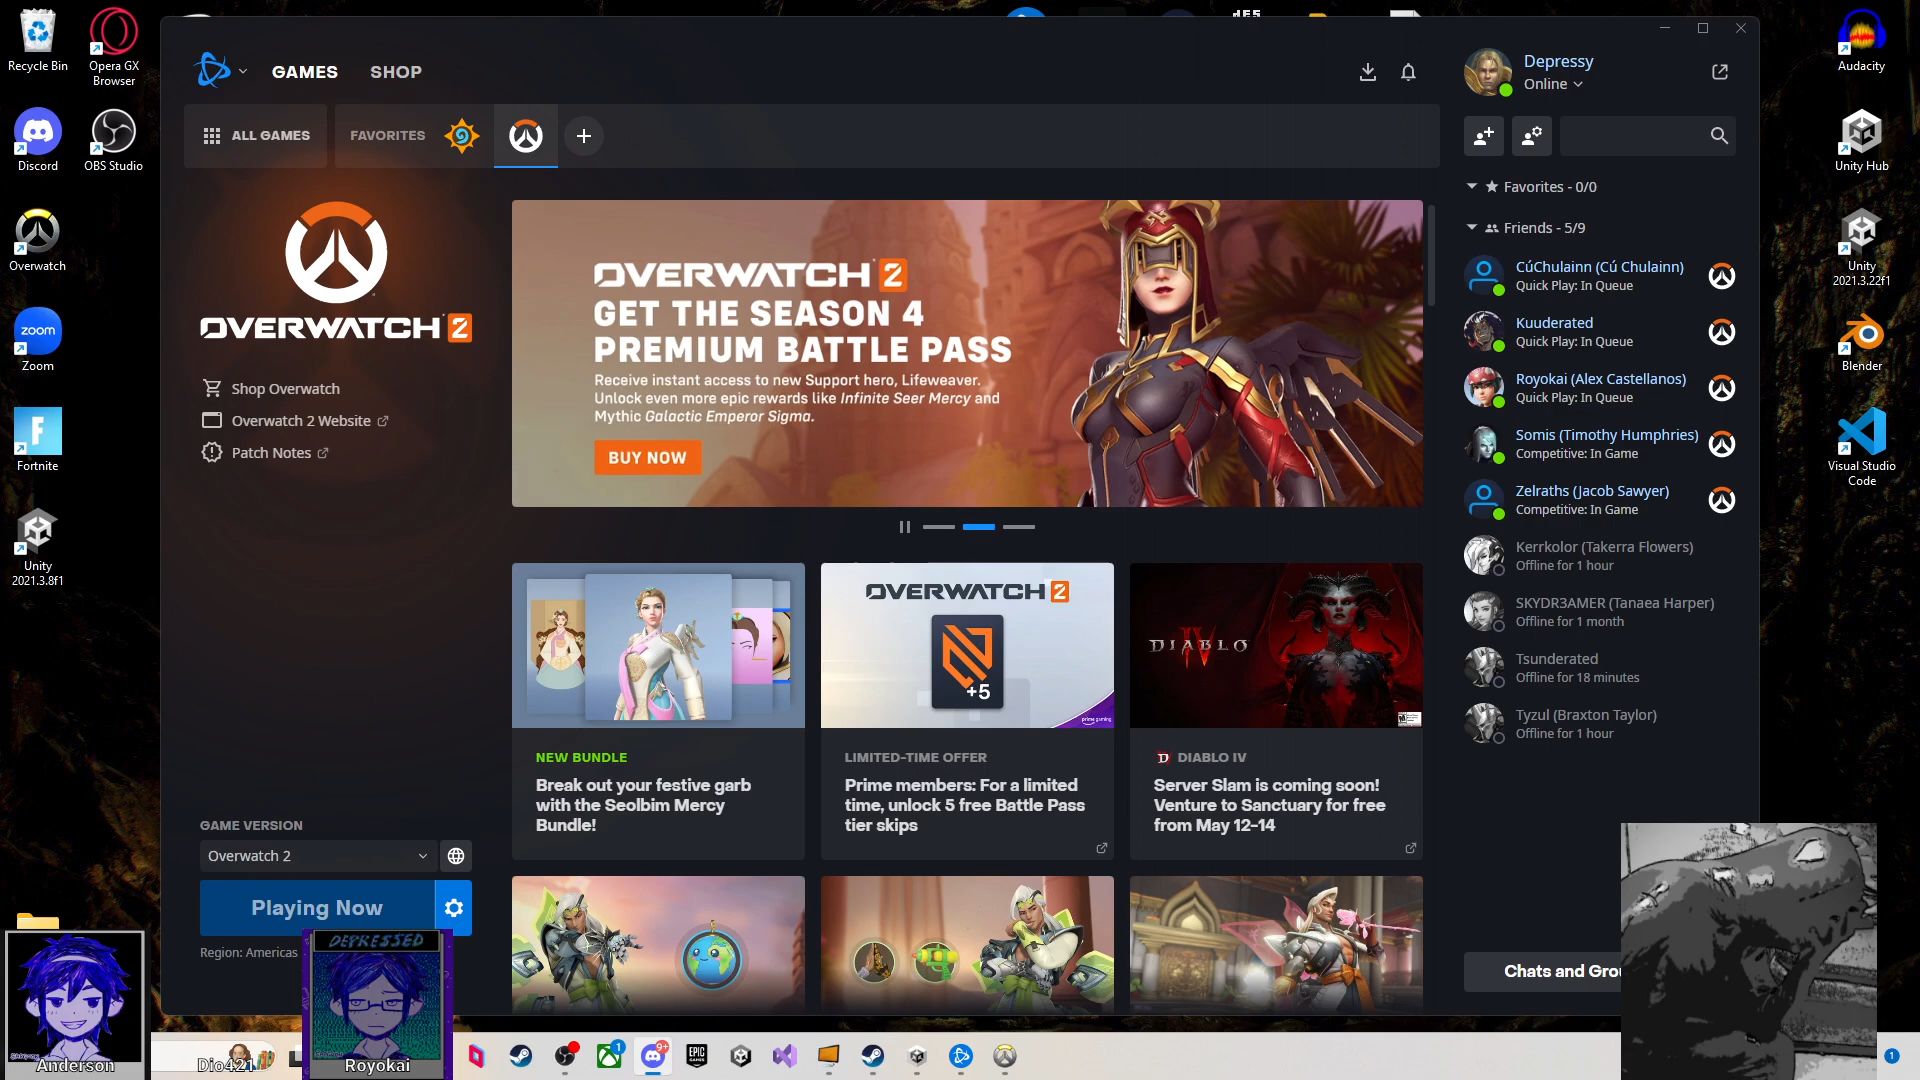 Recycle Bin
Opera GX
Browser
Discord
OBS Studio
Overwatch
zoom
Zoom
Fortnite
Unity
2021.3.8f1
GAMES
SHOP
ALL GAMES
FAVORITES
OVERWATCH 2
Shop Overwatch
Overwatch 2 Website
Patch Notes
GAME VERSION
Overwatch 2
Playing Now
Region: Americas
OVERWATCH 2
GET THE SEASON 4
PREMIUM BATTLE PASS
Receive instant access to new Support hero, Lifeweaver.
Unlock even more epic rewards like Infinite Seer Mercy and
Mythic Galactic Emperor Sigma.
BUY NOW
NEW BUNDLE
Break out your festive garb
with the Seolbim Mercy
Bundle!
OVERWATCH 2
+5
prime gaming
LIMITED-TIME OFFER
Prime members: For a limited
time, unlock 5 free Battle Pass
tier skips
DIABLO IV
DIABLO IV
Server Slam is coming soon!
Venture to Sanctuary for free
from May 12-14
Depressy
Online
Favorites - 0/0
Friends - 5/9
CúChulainn (Cú Chulainn)
Quick Play: In Queue
Kuuderated
Quick Play: In Queue
Royokai (Alex Castellanos)
Quick Play: In Queue
Somis (Timothy Humphries)
Competitive: In Game
Zelraths (Jacob Sawyer)
Competitive: In Game
Kerrkolor (Takerra Flowers)
Offline for 1 hour
SKYDR3AMER (Tanaea Harper)
Offline for 1 month
Tsunderated
Offline for 18 minutes
Tyzul (Braxton Taylor)
Offline for 1 hour
Chats and Grou
Audacity
Unity Hub
Unity
2021.3.22f1
Blender
Visual Studio
Code
DEPRESSED
Anderson
Dio421
Royokai
1
9+
EPIC
GAMES
1